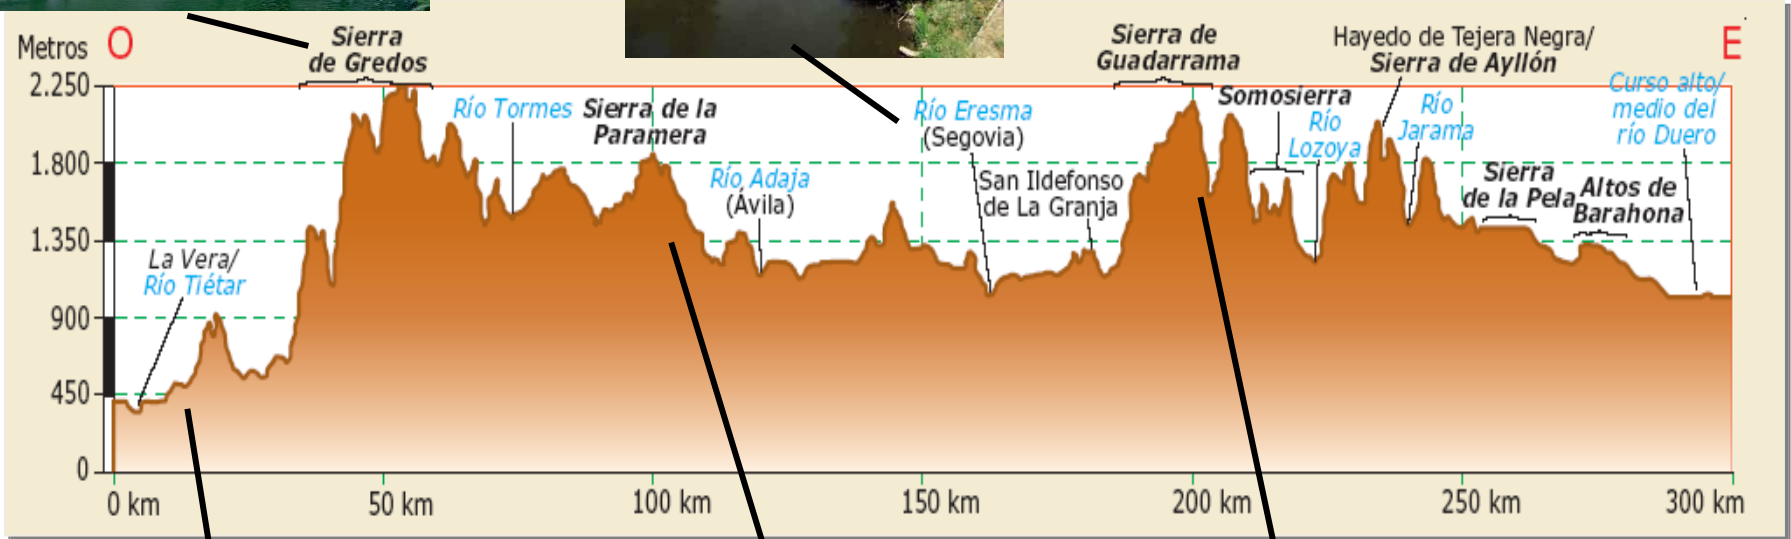 Metros
O
E
Sierra
de Gredos
Río Tormes
Sierra de la
Paramera
Río Adaja
(Ávila)
Río Eresma
(Segovia)
San Ildefonso
de La Granja
Sierra de
Guadarrama
Somosierra
Río
Lozoya
Hayedo de Tejera Negra/
Sierra de Ayllón
Río
Jarama
Sierra
de la Pela
Altos de
Barahona
Curso alto/
medio del
río Duero
La Vera/
Río Tiétar
2.250
1.800
1.350
900
450
0
0 km
50 km
100 km
150 km
200 km
250 km
300 km